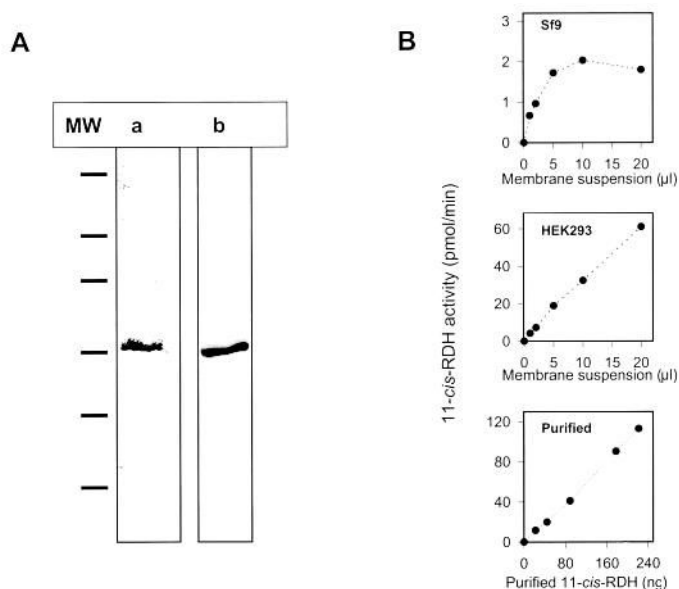 A
MW a b
B
11-cis-RDH activity (pmol/min)
Sf9
3
2
1
0
0 5 10 15 20
Membrane suspension (µl)
HEK293
60
40
20
0
0 5 10 15 20
Membrane suspension (µl)
Purified
120
80
40
0
0 80 160 240
Purified 11-cis-RDH (ng)